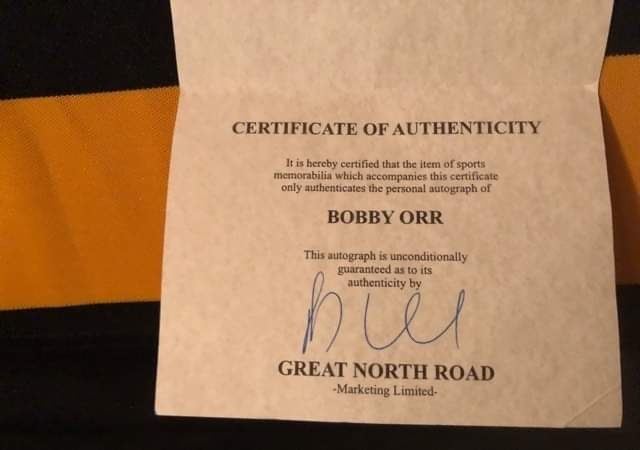 CERTIFICATE OF AUTHENTICITY
It is hereby certified that the item of sports
memorabilia which accompanies this certificate
only authenticates the personal autograph of
BOBBY ORR
This autograph is unconditionally
guaranteed as to its
authenticity by
GREAT NORTH ROAD
-Marketing Limited-